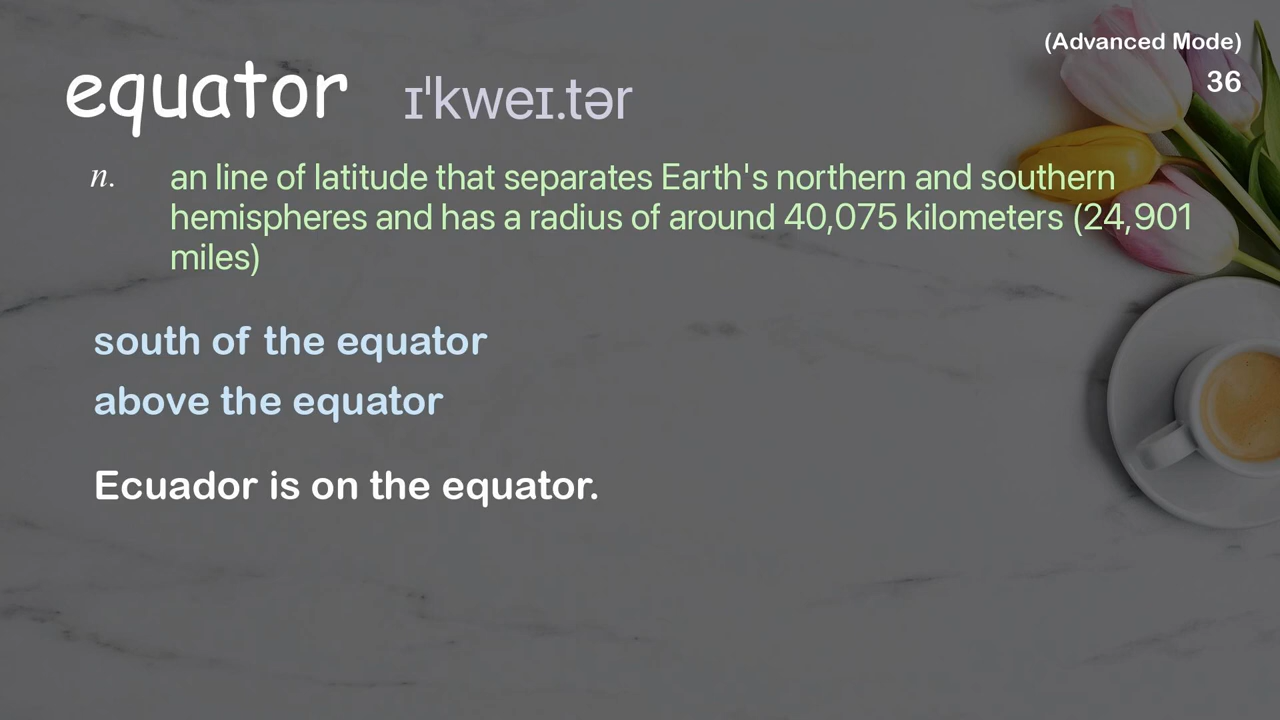 (Advanced Mode)
equator ɪˈkweɪ.tər
36
n. an line of latitude that separates Earth's northern and southern
hemispheres and has a radius of around 40,075 kilometers (24,901
miles)
south of the equator
above the equator
Ecuador is on the equator.